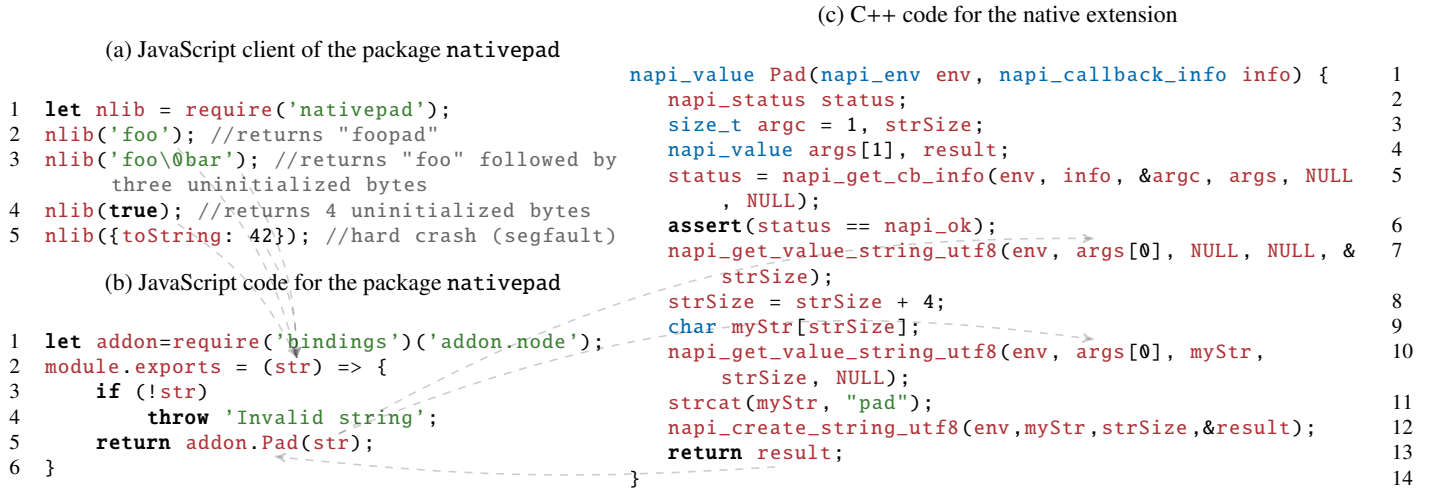 (a) JavaScript client of the package nativepad
1 let nlib = require('nativepad');
2 nlib('foo'); //returns "foopad"
3 nlib('foo\0bar'); //returns "foo" followed by
three uninitialized bytes
4 nlib(true); //returns 4 uninitialized bytes
5 nlib({toString: 42}); //hard crash (segfault)
(b) JavaScript code for the package nativepad
1 let addon=require('bindings')('addon.node');
2 module.exports = (str) => {
3 if (!str)
4 throw 'Invalid string';
5 return addon.Pad(str);
6 }
(c) C++ code for the native extension
napi_value Pad(napi_env env, napi_callback_info info) { 1
napi_status status; 2
size_t argc = 1, strSize; 3
napi_value args[1], result; 4
status = napi_get_cb_info(env, info, &argc, args, NULL 5
, NULL);
assert(status == napi_ok); 6
napi_get_value_string_utf8(env, args[0], NULL, NULL, & 7
strSize);
strSize = strSize + 4; 8
char myStr[strSize]; 9
napi_get_value_string_utf8(env, args[0], myStr, 10
strSize, NULL);
strcat(myStr, "pad"); 11
napi_create_string_utf8(env,myStr,strSize,&result); 12
return result; 13
} 14